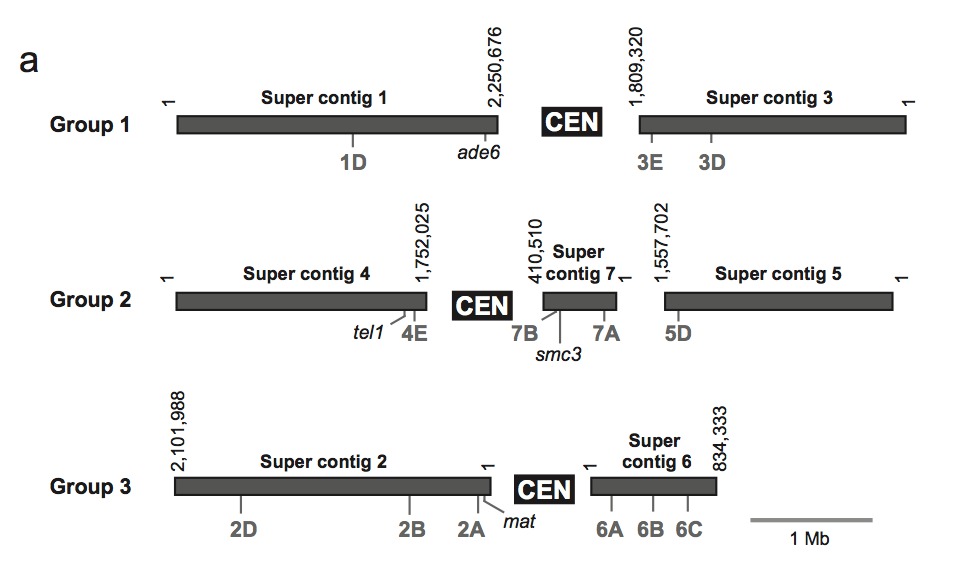 a
Group 1
1
Super contig 1
2,250,676
CEN
1,809,320
Super contig 3
1
1D
ade6
3E
3D
Group 2
1
Super contig 4
1,752,025
CEN
410,510
Super
contig 7
1
1,557,702
Super contig 5
1
tel1
4E
7B
smc3
7A
5D
Group 3
2,101,988
Super contig 2
1
CEN
1
Super
contig 6
834,333
2D
2B
2A
mat
6A
6B
6C
1 Mb